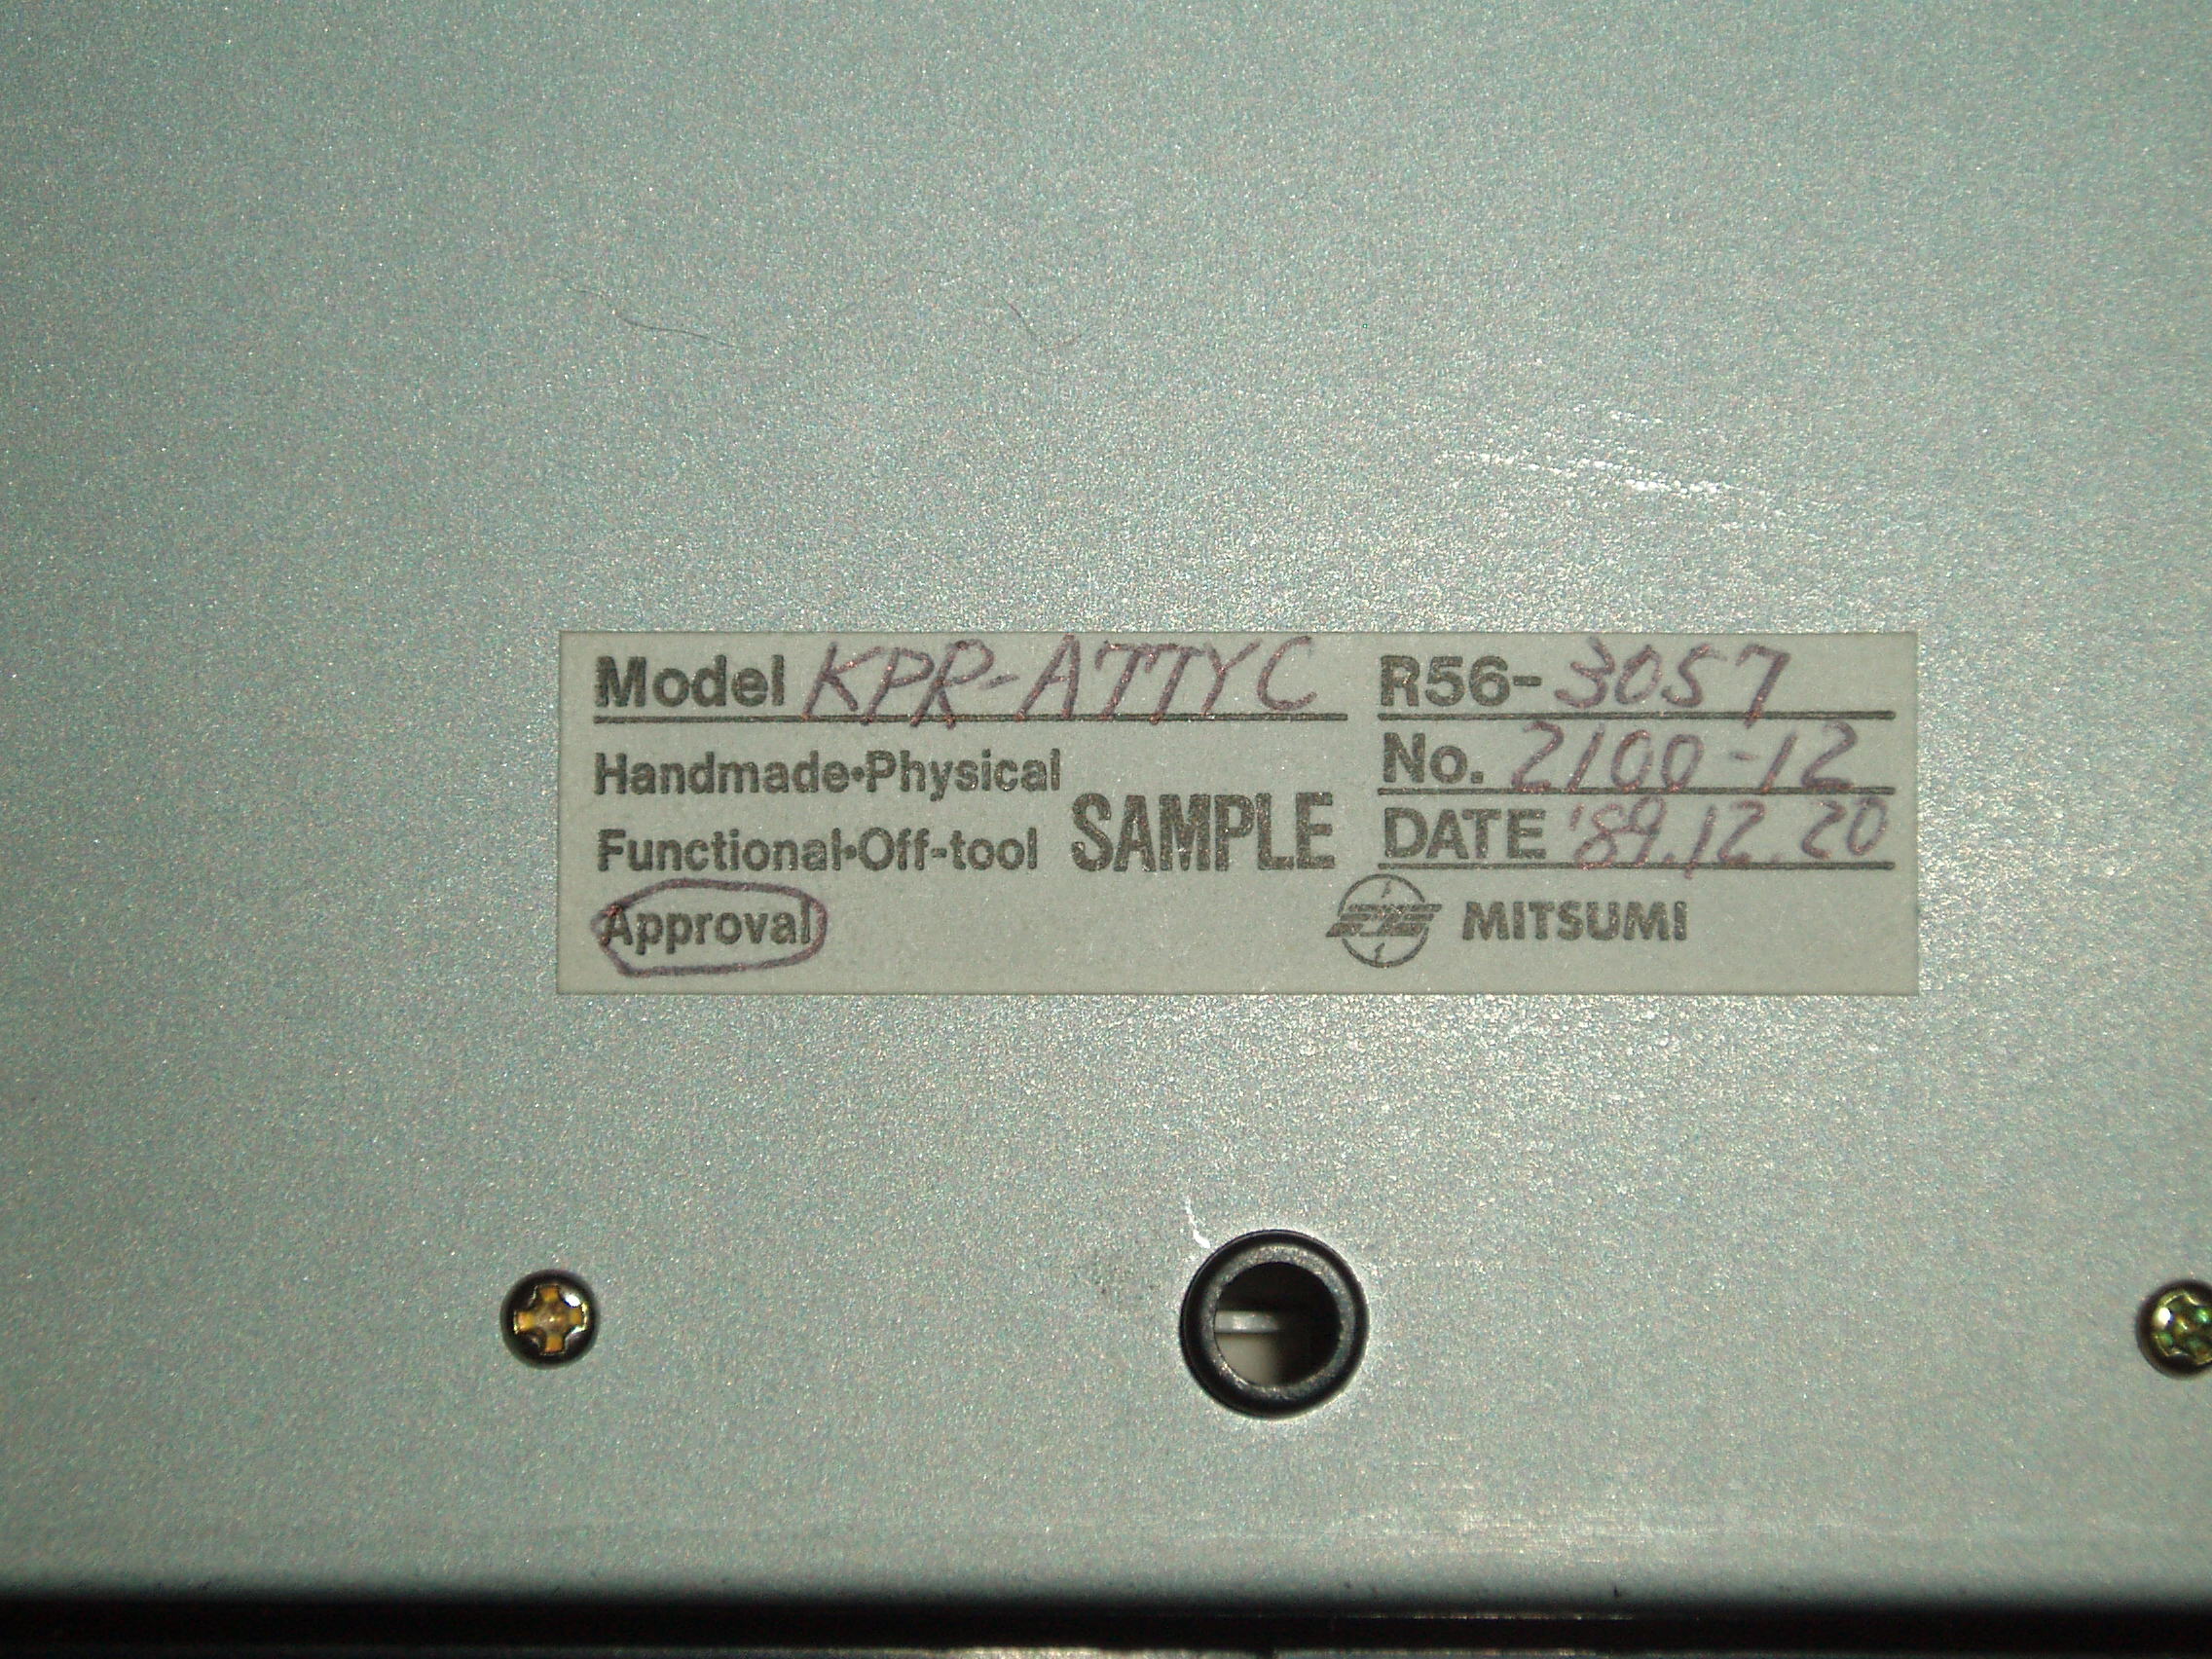 Model KPR-ATTYC
Handmade•Physical
Functional•Off-tool SAMPLE
Approval
R56-3057
No. 2100-12
DATE '89.12.20
MITSUMI